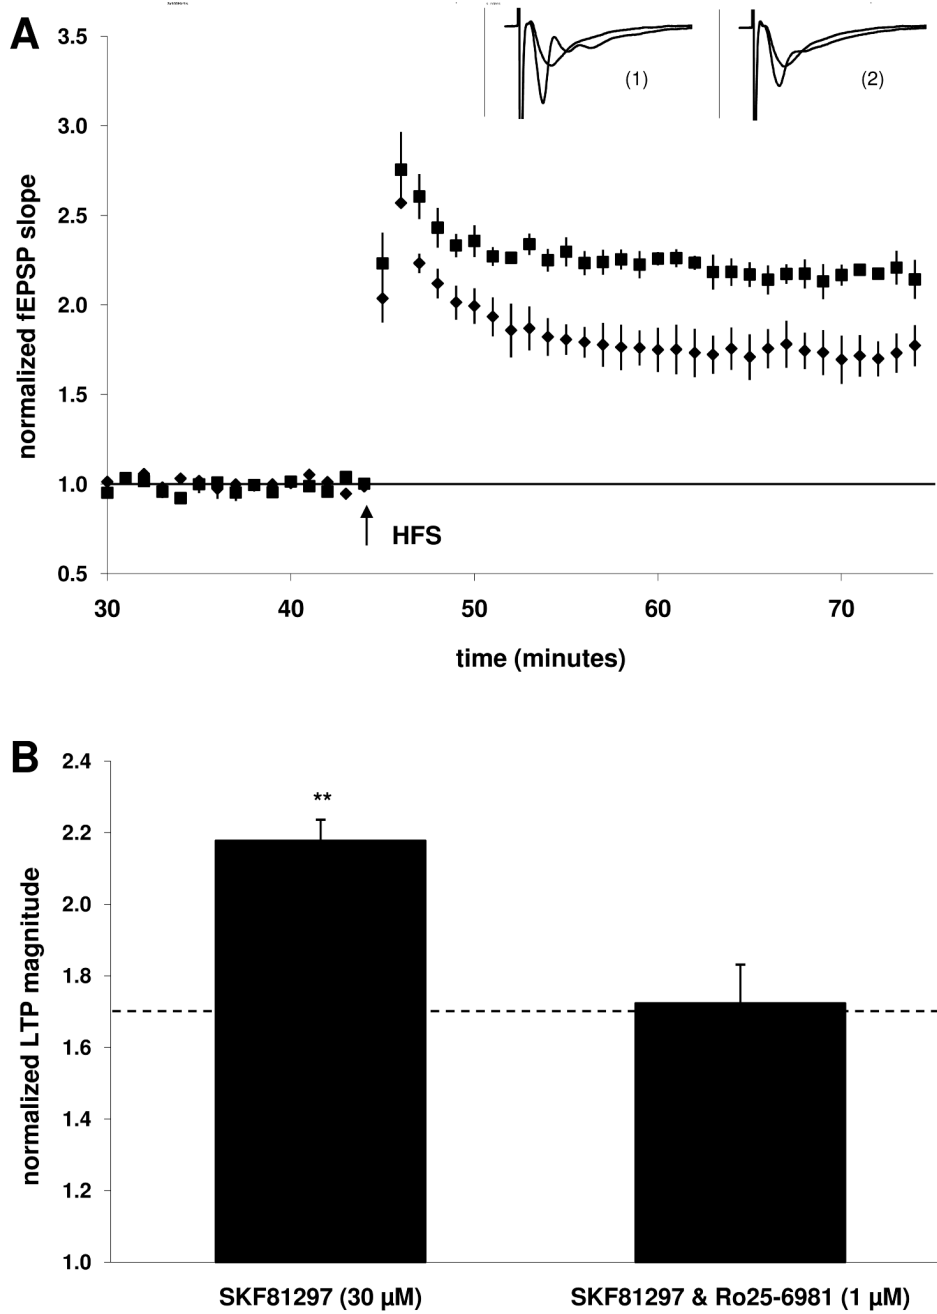 A
3.5
3.0
2.5
2.0
1.5
1.0
0.5
normalized fEPSP slope
(1)
(2)
HFS
30
40
50
60
70
time (minutes)
B
2.4
2.2
2.0
1.8
1.6
1.4
1.2
1.0
normalized LTP magnitude
**
SKF81297 (30 µM)
SKF81297 & Ro25-6981 (1 µM)